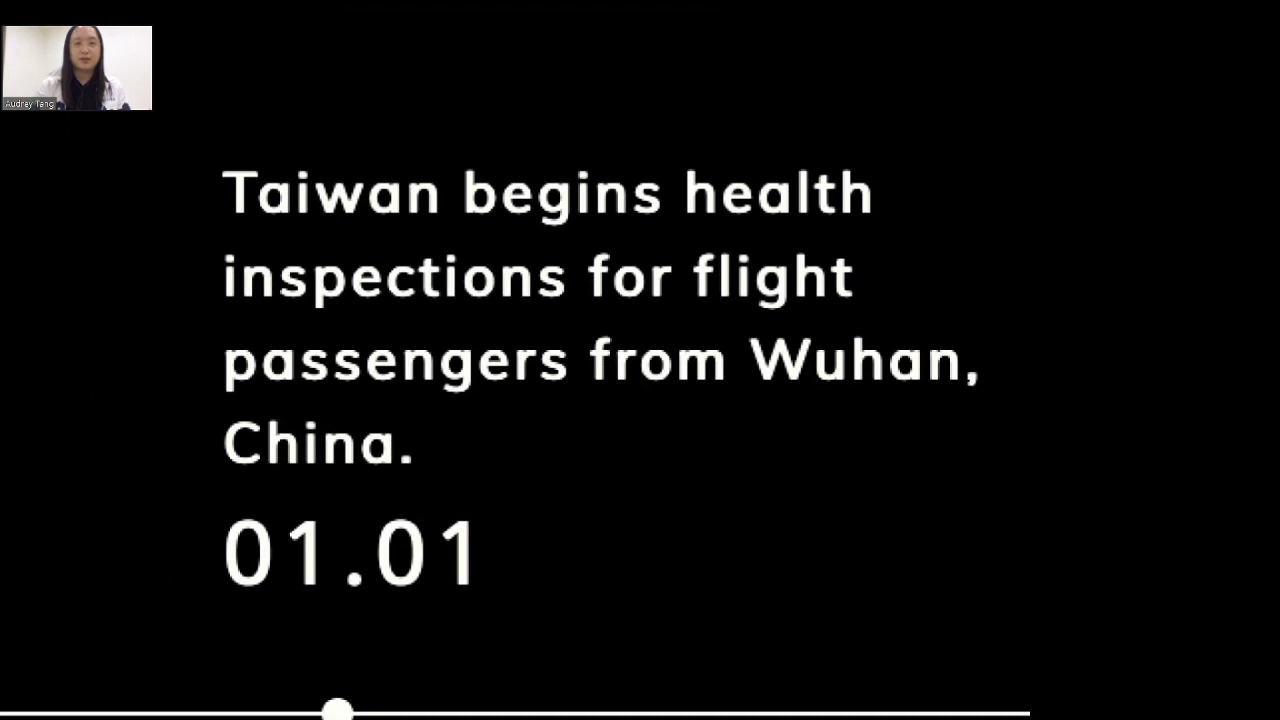 Audrey Tang
Taiwan begins health
inspections for flight
passengers from Wuhan,
China.
01.01